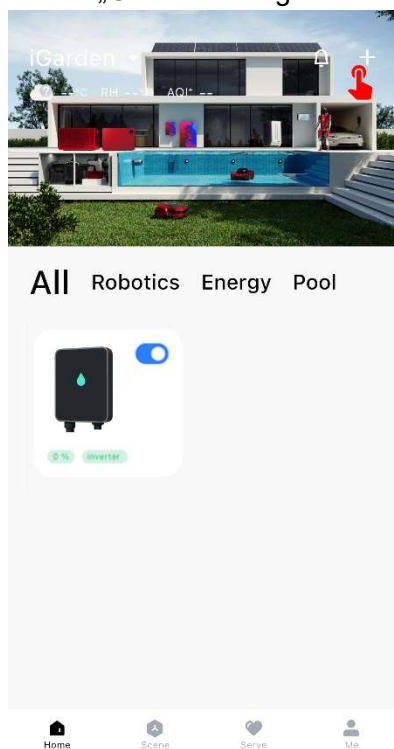 iGarden
--°C RH --% AQI* --
All Robotics Energy Pool
0 % inverter
Home Scene Serve Me